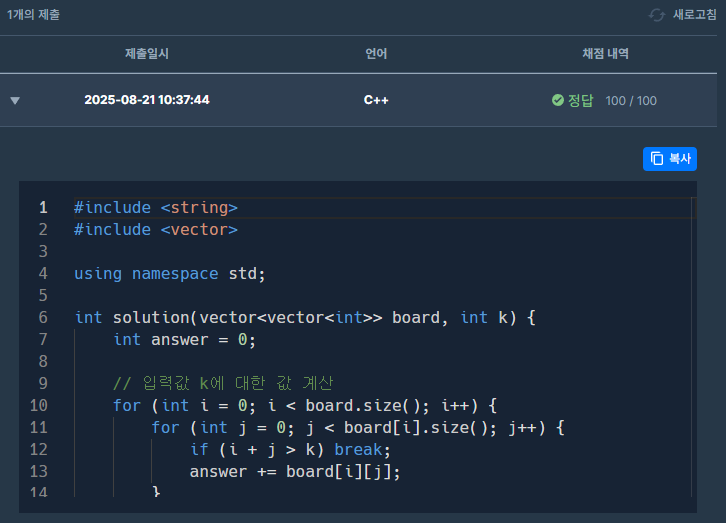 1개의 제출 새로고침
제출일시 언어 채점 내역
2025-08-21 10:37:44 C++ 정답 100 / 100
복사
1 #include <string>
2 #include <vector>
3
4 using namespace std;
5
6 int solution(vector<vector<int>> board, int k) {
7     int answer = 0;
8
9     // 입력값 k에 대한 값 계산
10     for (int i = 0; i < board.size(); i++) {
11         for (int j = 0; j < board[i].size(); j++) {
12             if (i + j > k) break;
13             answer += board[i][j];
14         }